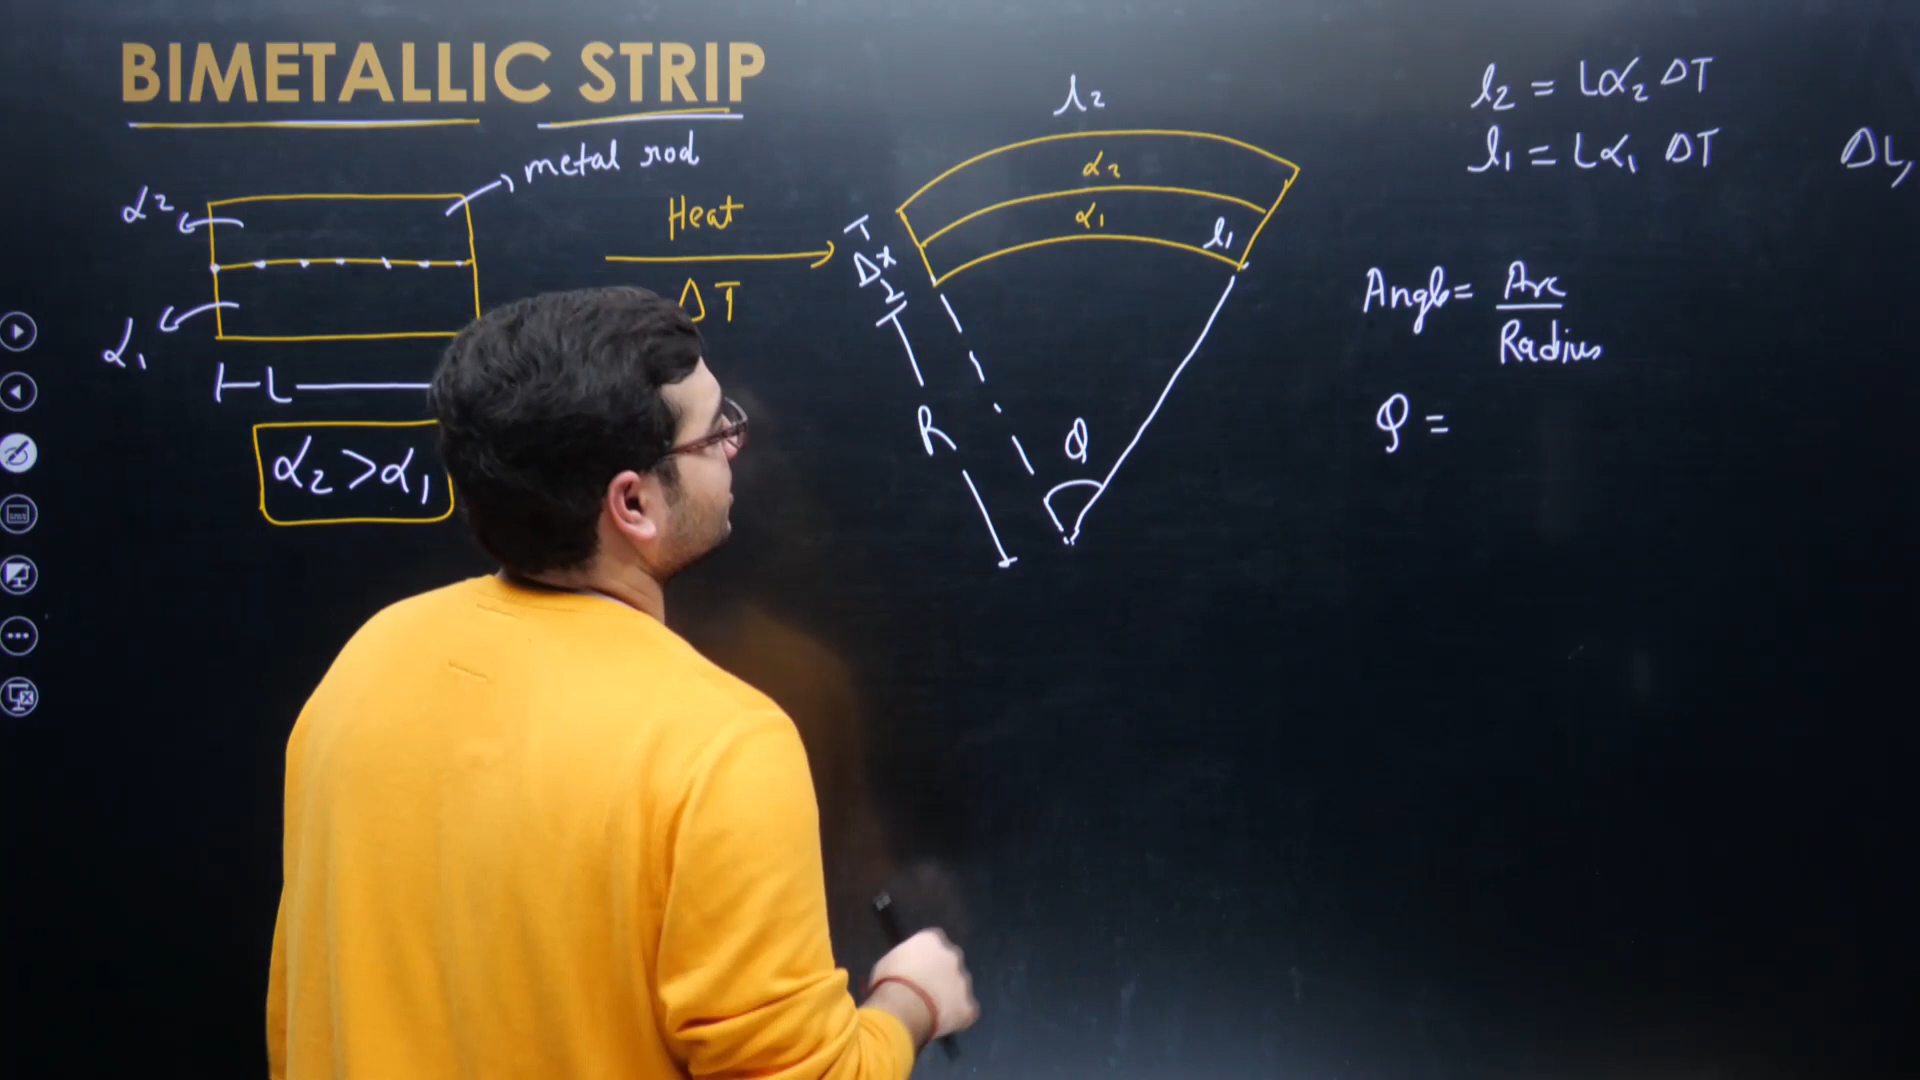 BIMETALLIC STRIP
metal rod
α2
α1
L
α2 > α1
Heat
ΔT
l2
α2
α1
l1
Δx
R
l2 = Lα2 ΔT
l1 = Lα1 ΔT
ΔL,
Angle = Arc
Radius